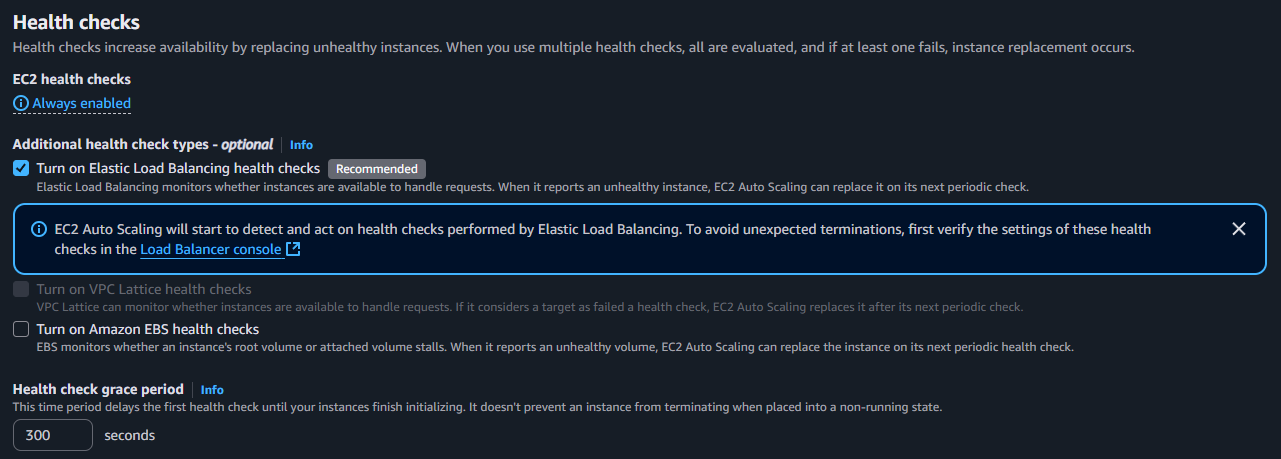 Health checks
Health checks increase availability by replacing unhealthy instances. When you use multiple health checks, all are evaluated, and if at least one fails, instance replacement occurs.
EC2 health checks
Always enabled
Additional health check types - optional | Info
Turn on Elastic Load Balancing health checks Recommended
Elastic Load Balancing monitors whether instances are available to handle requests. When it reports an unhealthy instance, EC2 Auto Scaling can replace it on its next periodic check.
EC2 Auto Scaling will start to detect and act on health checks performed by Elastic Load Balancing. To avoid unexpected terminations, first verify the settings of these health
checks in the Load Balancer console
Turn on VPC Lattice health checks
VPC Lattice can monitor whether instances are available to handle requests. If it considers a target as failed a health check, EC2 Auto Scaling replaces it after its next periodic check.
Turn on Amazon EBS health checks
EBS monitors whether an instance's root volume or attached volume stalls. When it reports an unhealthy volume, EC2 Auto Scaling can replace the instance on its next periodic health check.
Health check grace period | Info
This time period delays the first health check until your instances finish initializing. It doesn't prevent an instance from terminating when placed into a non-running state.
300 seconds